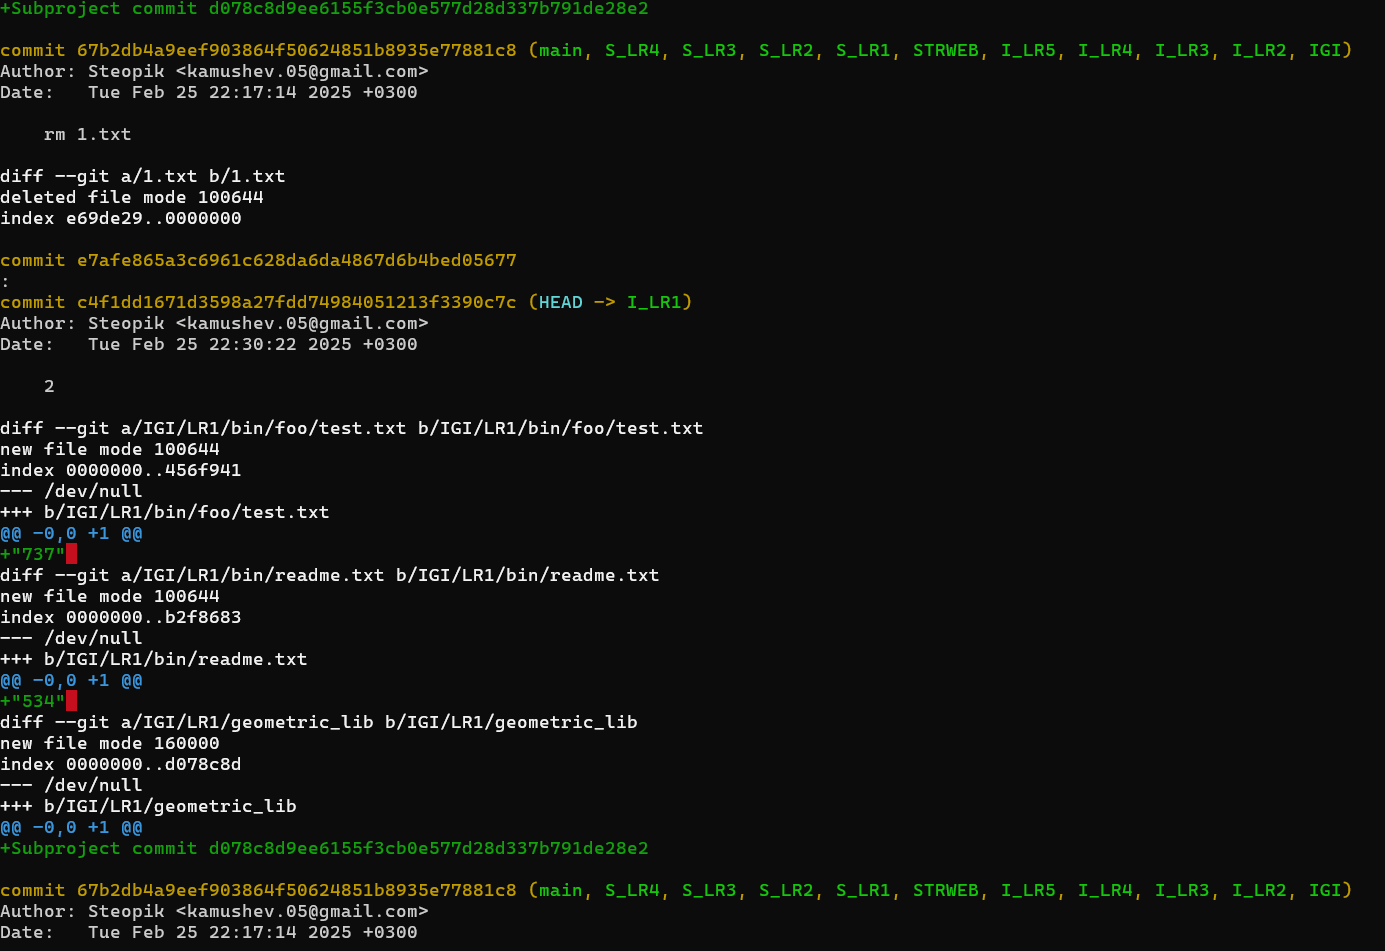 +Subproject commit d078c8d9ee6155f3cb0e577d28d337b791de28e2
commit 67b2db4a9eef903864f50624851b8935e77881c8 (main, S_LR4, S_LR3, S_LR2, S_LR1, STRWEB, I_LR5, I_LR4, I_LR3, I_LR2, IGI)
Author: Steopik <kamushev.05@gmail.com>
Date:   Tue Feb 25 22:17:14 2025 +0300
    rm 1.txt
diff --git a/1.txt b/1.txt
deleted file mode 100644
index e69de29..0000000
commit e7afe865a3c6961c628da6da4867d6b4bed05677
:
commit c4f1dd1671d3598a27fdd74984051213f3390c7c (HEAD -> I_LR1)
Author: Steopik <kamushev.05@gmail.com>
Date:   Tue Feb 25 22:30:22 2025 +0300
    2
diff --git a/IGI/LR1/bin/foo/test.txt b/IGI/LR1/bin/foo/test.txt
new file mode 100644
index 0000000..456f941
--- /dev/null
+++ b/IGI/LR1/bin/foo/test.txt
@@ -0,0 +1 @@
+"737"
diff --git a/IGI/LR1/bin/readme.txt b/IGI/LR1/bin/readme.txt
new file mode 100644
index 0000000..b2f8683
--- /dev/null
+++ b/IGI/LR1/bin/readme.txt
@@ -0,0 +1 @@
+"534"
diff --git a/IGI/LR1/geometric_lib b/IGI/LR1/geometric_lib
new file mode 160000
index 0000000..d078c8d
--- /dev/null
+++ b/IGI/LR1/geometric_lib
@@ -0,0 +1 @@
+Subproject commit d078c8d9ee6155f3cb0e577d28d337b791de28e2
commit 67b2db4a9eef903864f50624851b8935e77881c8 (main, S_LR4, S_LR3, S_LR2, S_LR1, STRWEB, I_LR5, I_LR4, I_LR3, I_LR2, IGI)
Author: Steopik <kamushev.05@gmail.com>
Date:   Tue Feb 25 22:17:14 2025 +0300